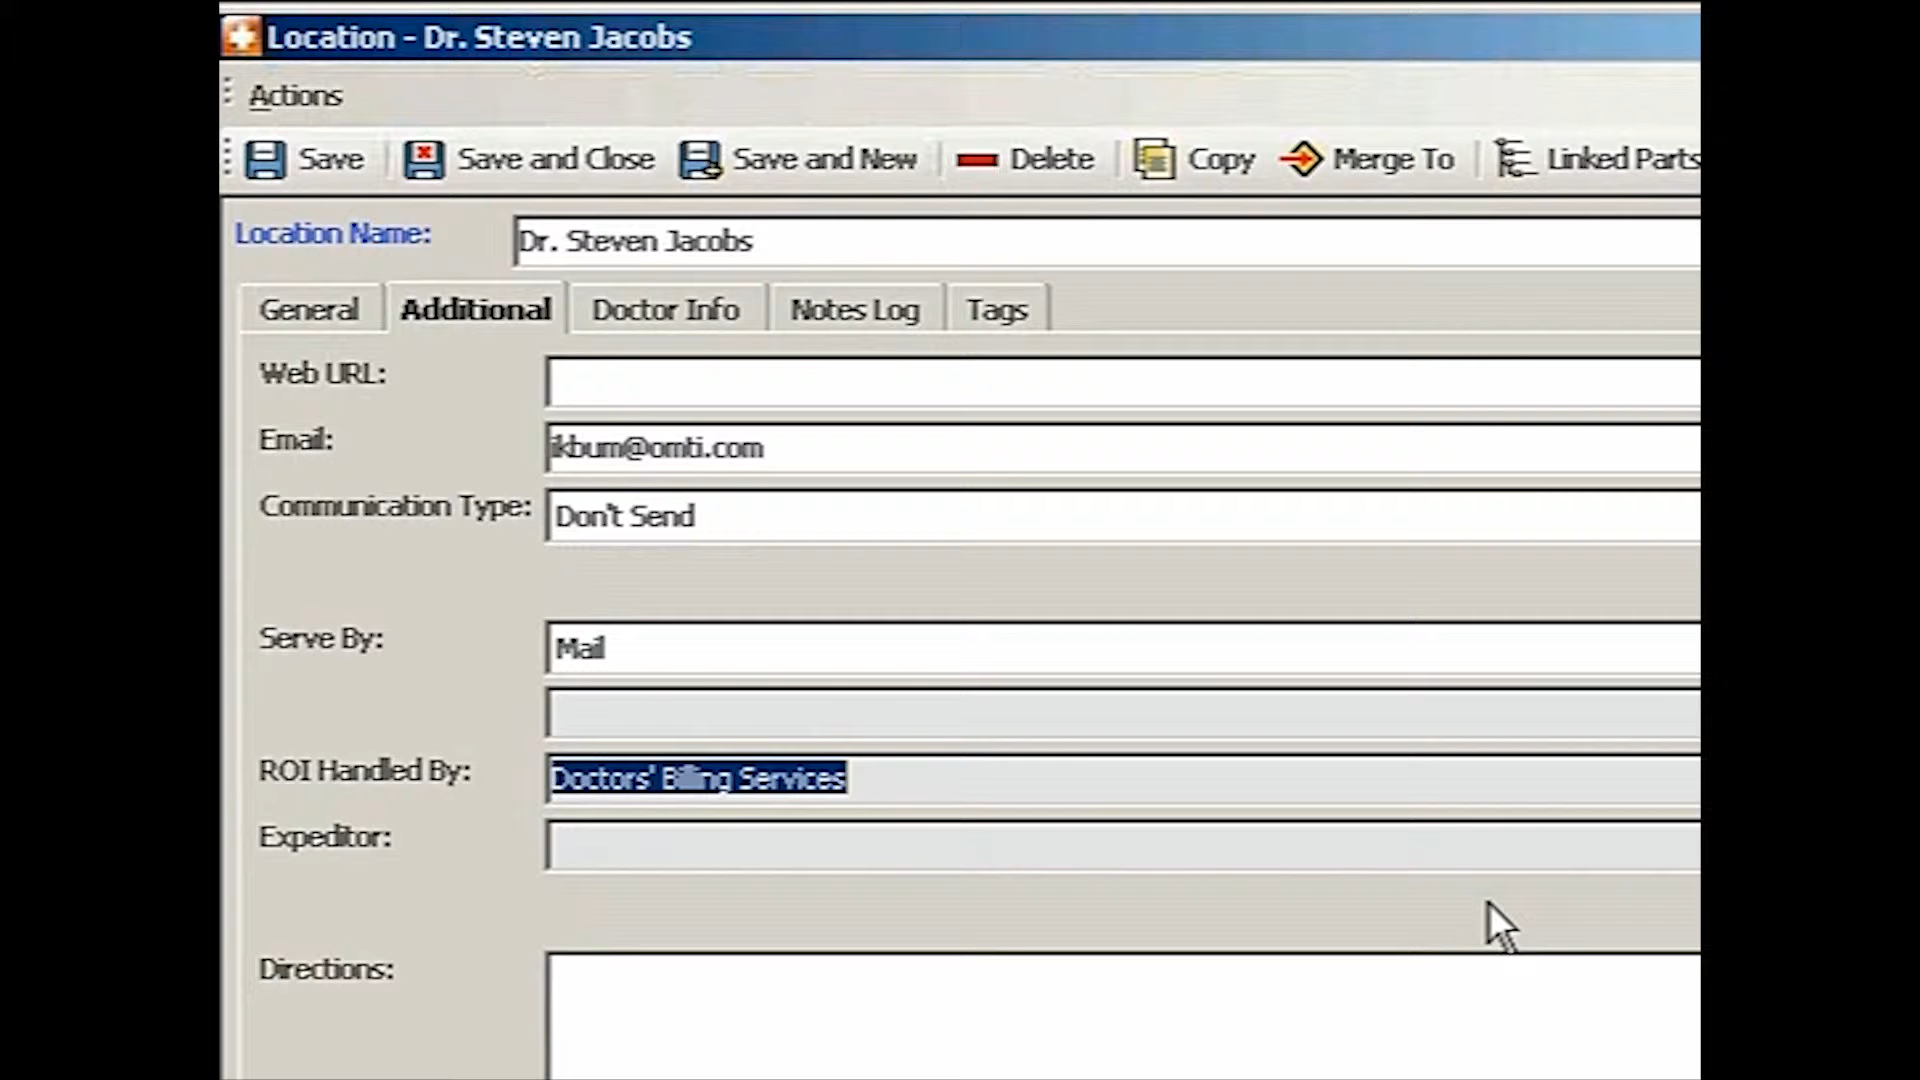 Location - Dr. Steven Jacobs
Actions
Save Save and Close Save and New Delete Copy Merge To Linked Parts
Location Name: Dr. Steven Jacobs
General Additional Doctor Info Notes Log Tags
Web URL:
Email: ikbum@omti.com
Communication Type: Don't Send
Serve By: Mail
ROI Handled By: Doctors' Billing Services
Expeditor:
Directions: